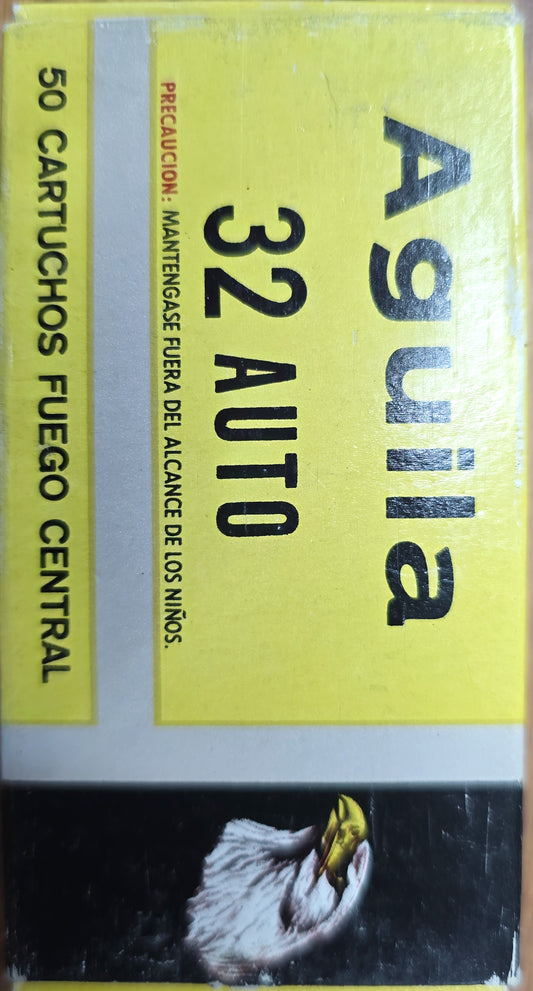 Aguila
32 AUTO
PRECAUCION: MANTENGASE FUERA DEL ALCANCE DE LOS NIÑOS.
50 CARTUCHOS FUEGO CENTRAL